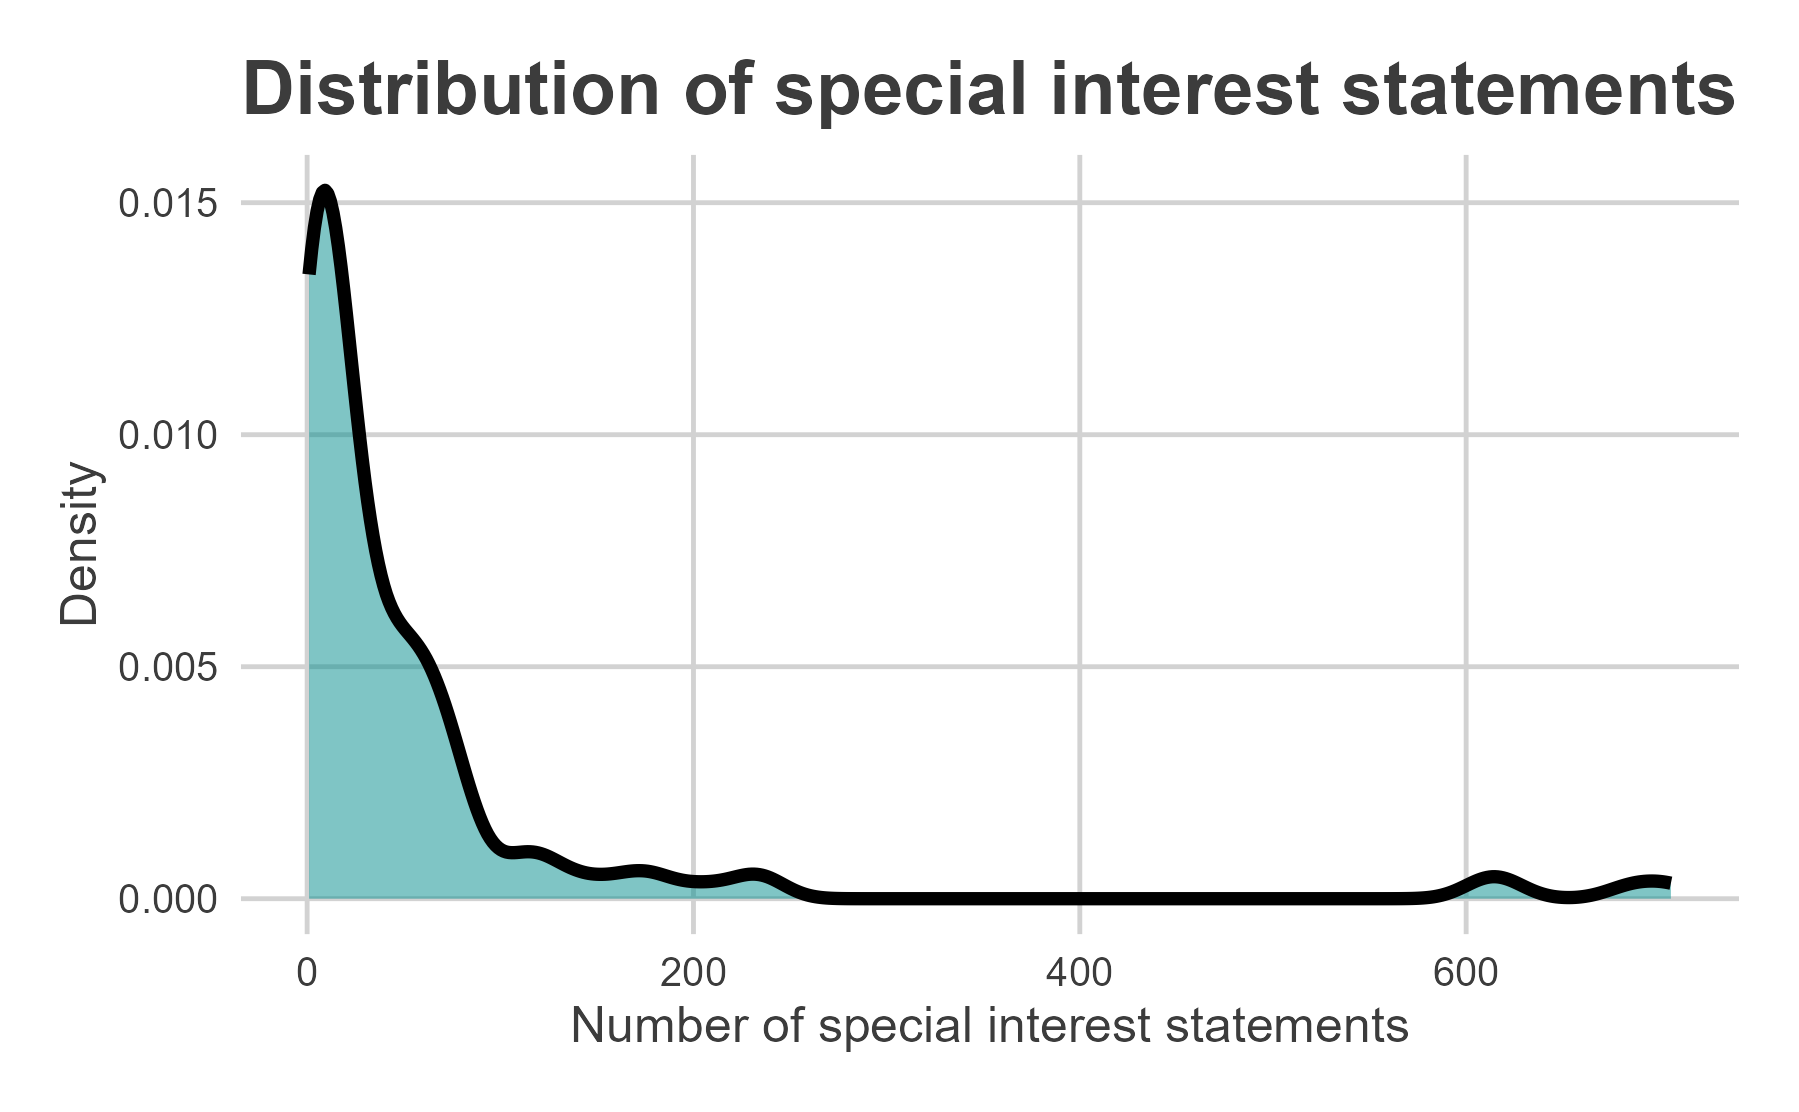 Distribution of special interest statements
0.015
0.010
0.005
0.000
Density
0 200 400 600
Number of special interest statements